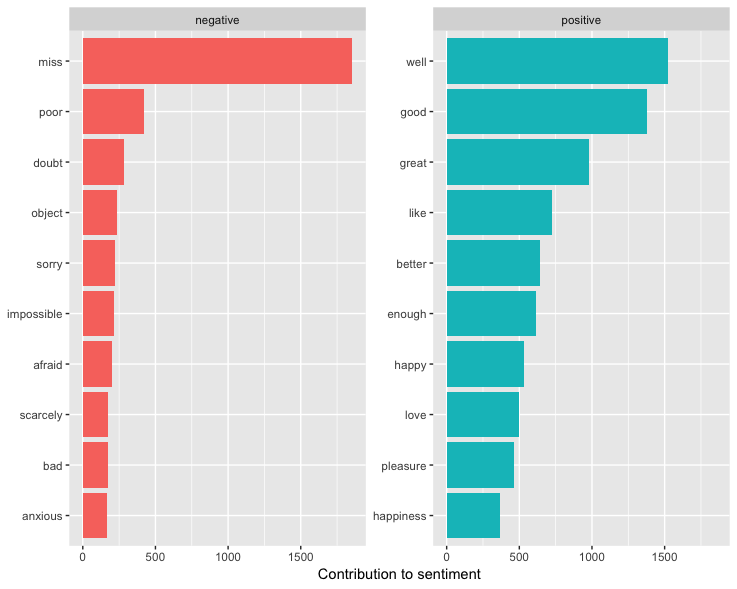 negative
positive
miss
poor
doubt
object
sorry
impossible
afraid
scarcely
bad
anxious
well
good
great
like
better
enough
happy
love
pleasure
happiness
0 500 1000 1500
0 500 1000 1500
Contribution to sentiment